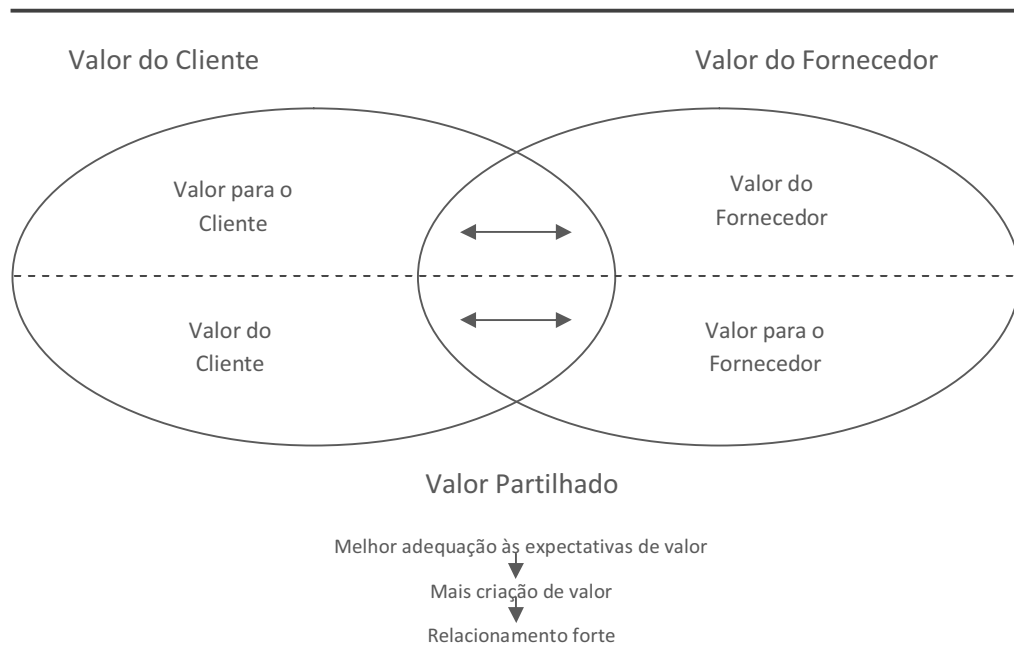 Valor do Cliente
Valor do Fornecedor
Valor para o
Cliente
Valor do
Fornecedor
Valor do
Cliente
Valor para o
Fornecedor
Valor Partilhado
Melhor adequação às expectativas de valor
Mais criação de valor
Relacionamento forte